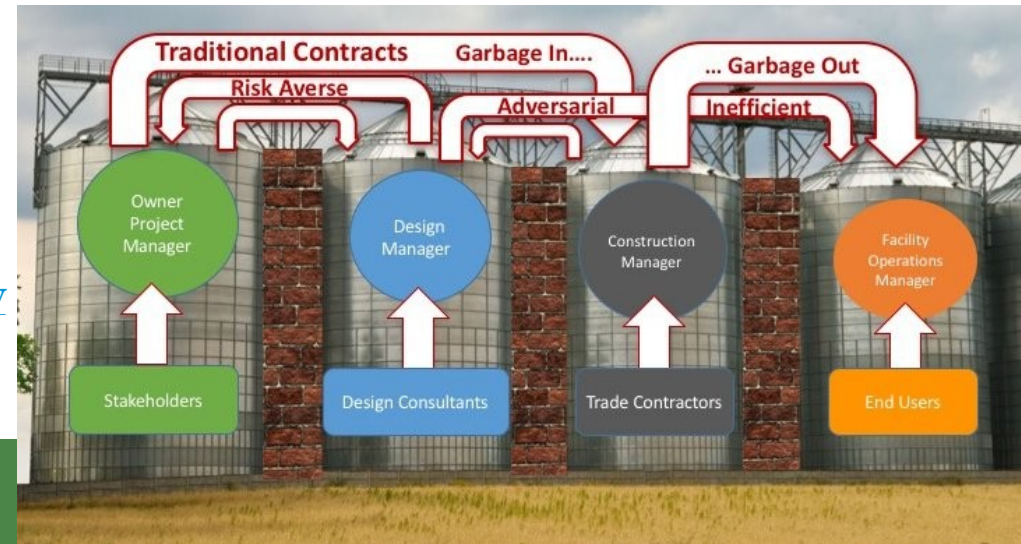 Traditional Contracts
Garbage In....
... Garbage Out
Risk Averse
Adversarial
Inefficient
Owner
Project
Manager
Design
Manager
Construction
Manager
Facility
Operations
Manager
Stakeholders
Design Consultants
Trade Contractors
End Users